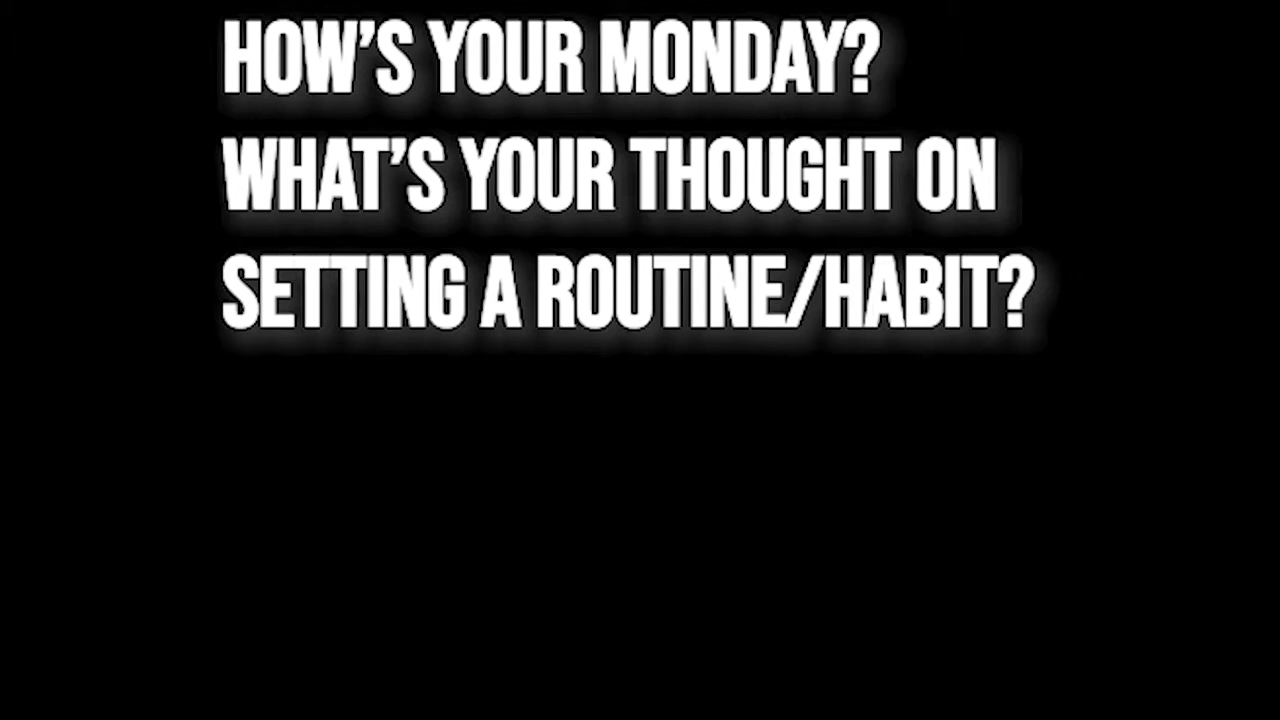 HOW’S YOUR MONDAY?
WHAT’S YOUR THOUGHT ON
SETTING A ROUTINE/HABIT?